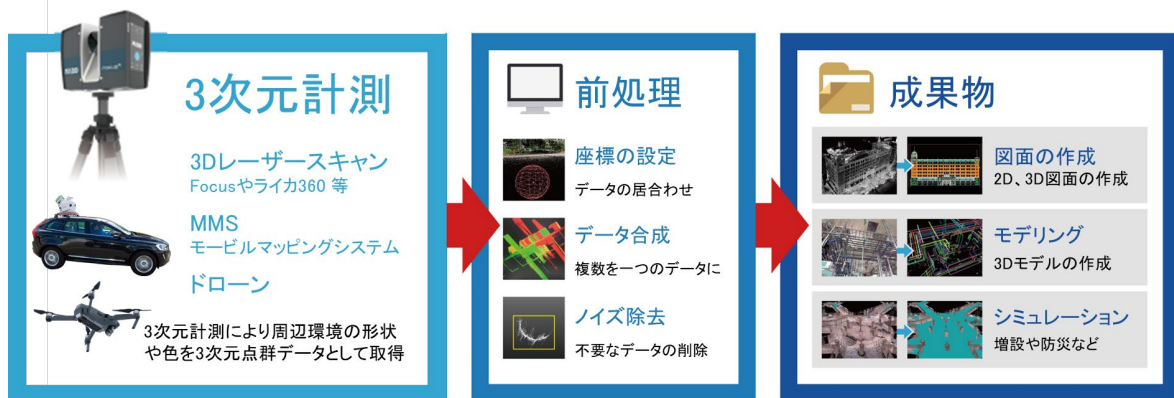 3次元計測
3Dレーザースキャン
Focusやライカ360 等
MMS
モービルマッピングシステム
ドローン
3次元計測により周辺環境の形状
や色を3次元点群データとして取得
前処理
座標の設定
データの居合わせ
データ合成
複数を一つのデータに
ノイズ除去
不要なデータの削除
成果物
図面の作成
2D、3D図面の作成
モデリング
3Dモデルの作成
シミュレーション
増設や防災など